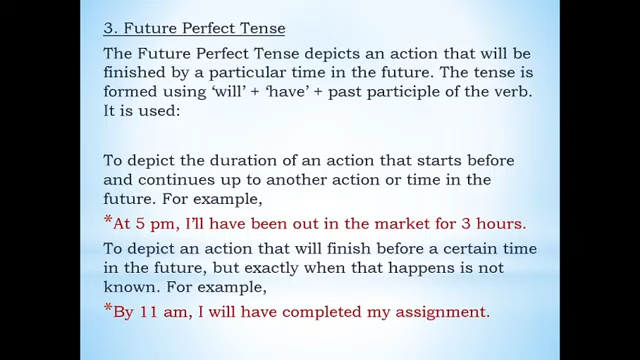 3. Future Perfect Tense
The Future Perfect Tense depicts an action that will be
finished by a particular time in the future. The tense is
formed using ‘will’ + ‘have’ + past participle of the verb.
It is used:
To depict the duration of an action that starts before
and continues up to another action or time in the
future. For example,
*At 5 pm, I’ll have been out in the market for 3 hours.
To depict an action that will finish before a certain time
in the future, but exactly when that happens is not
known. For example,
*By 11 am, I will have completed my assignment.